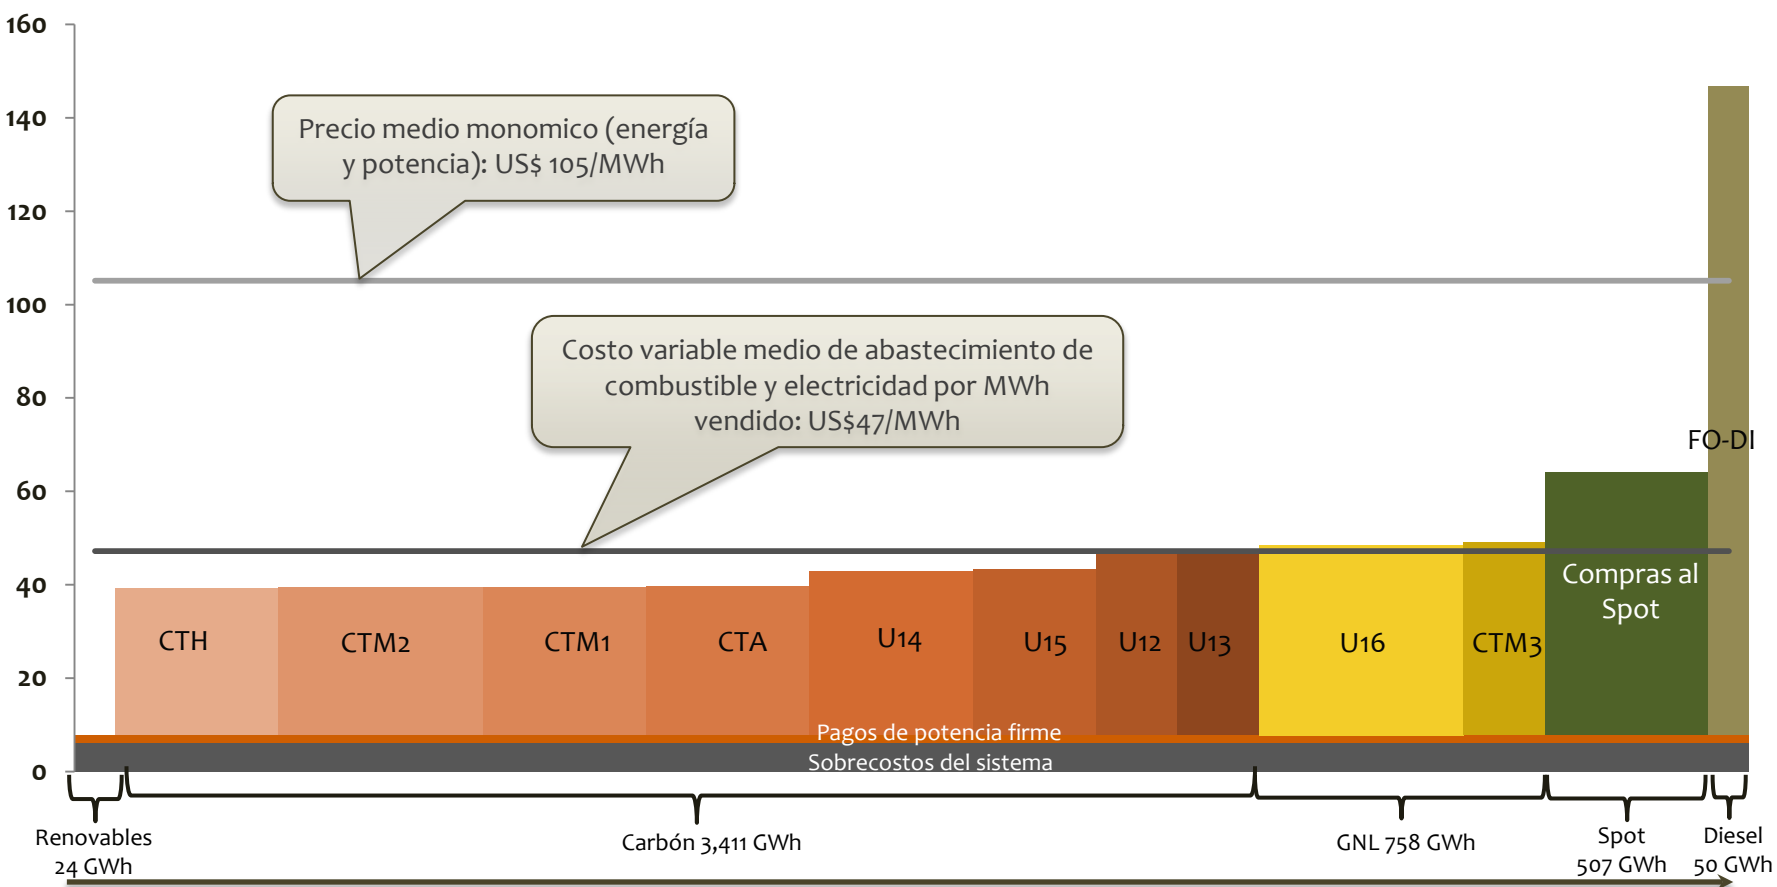 160
140
120
100
80
60
40
20
0
Precio medio monomico (energía
y potencia): US$ 105/MWh
Costo variable medio de abastecimiento de
combustible y electricidad por MWh
vendido: US$47/MWh
FO-DI
Compras al
Spot
CTH
CTM2
CTM1
CTA
U14
U15
U12
U13
U16
CTM3
Pagos de potencia firme
Sobrecostos del sistema
Renovables
24 GWh
Carbón 3,411 GWh
GNL 758 GWh
Spot
507 GWh
Diesel
50 GWh